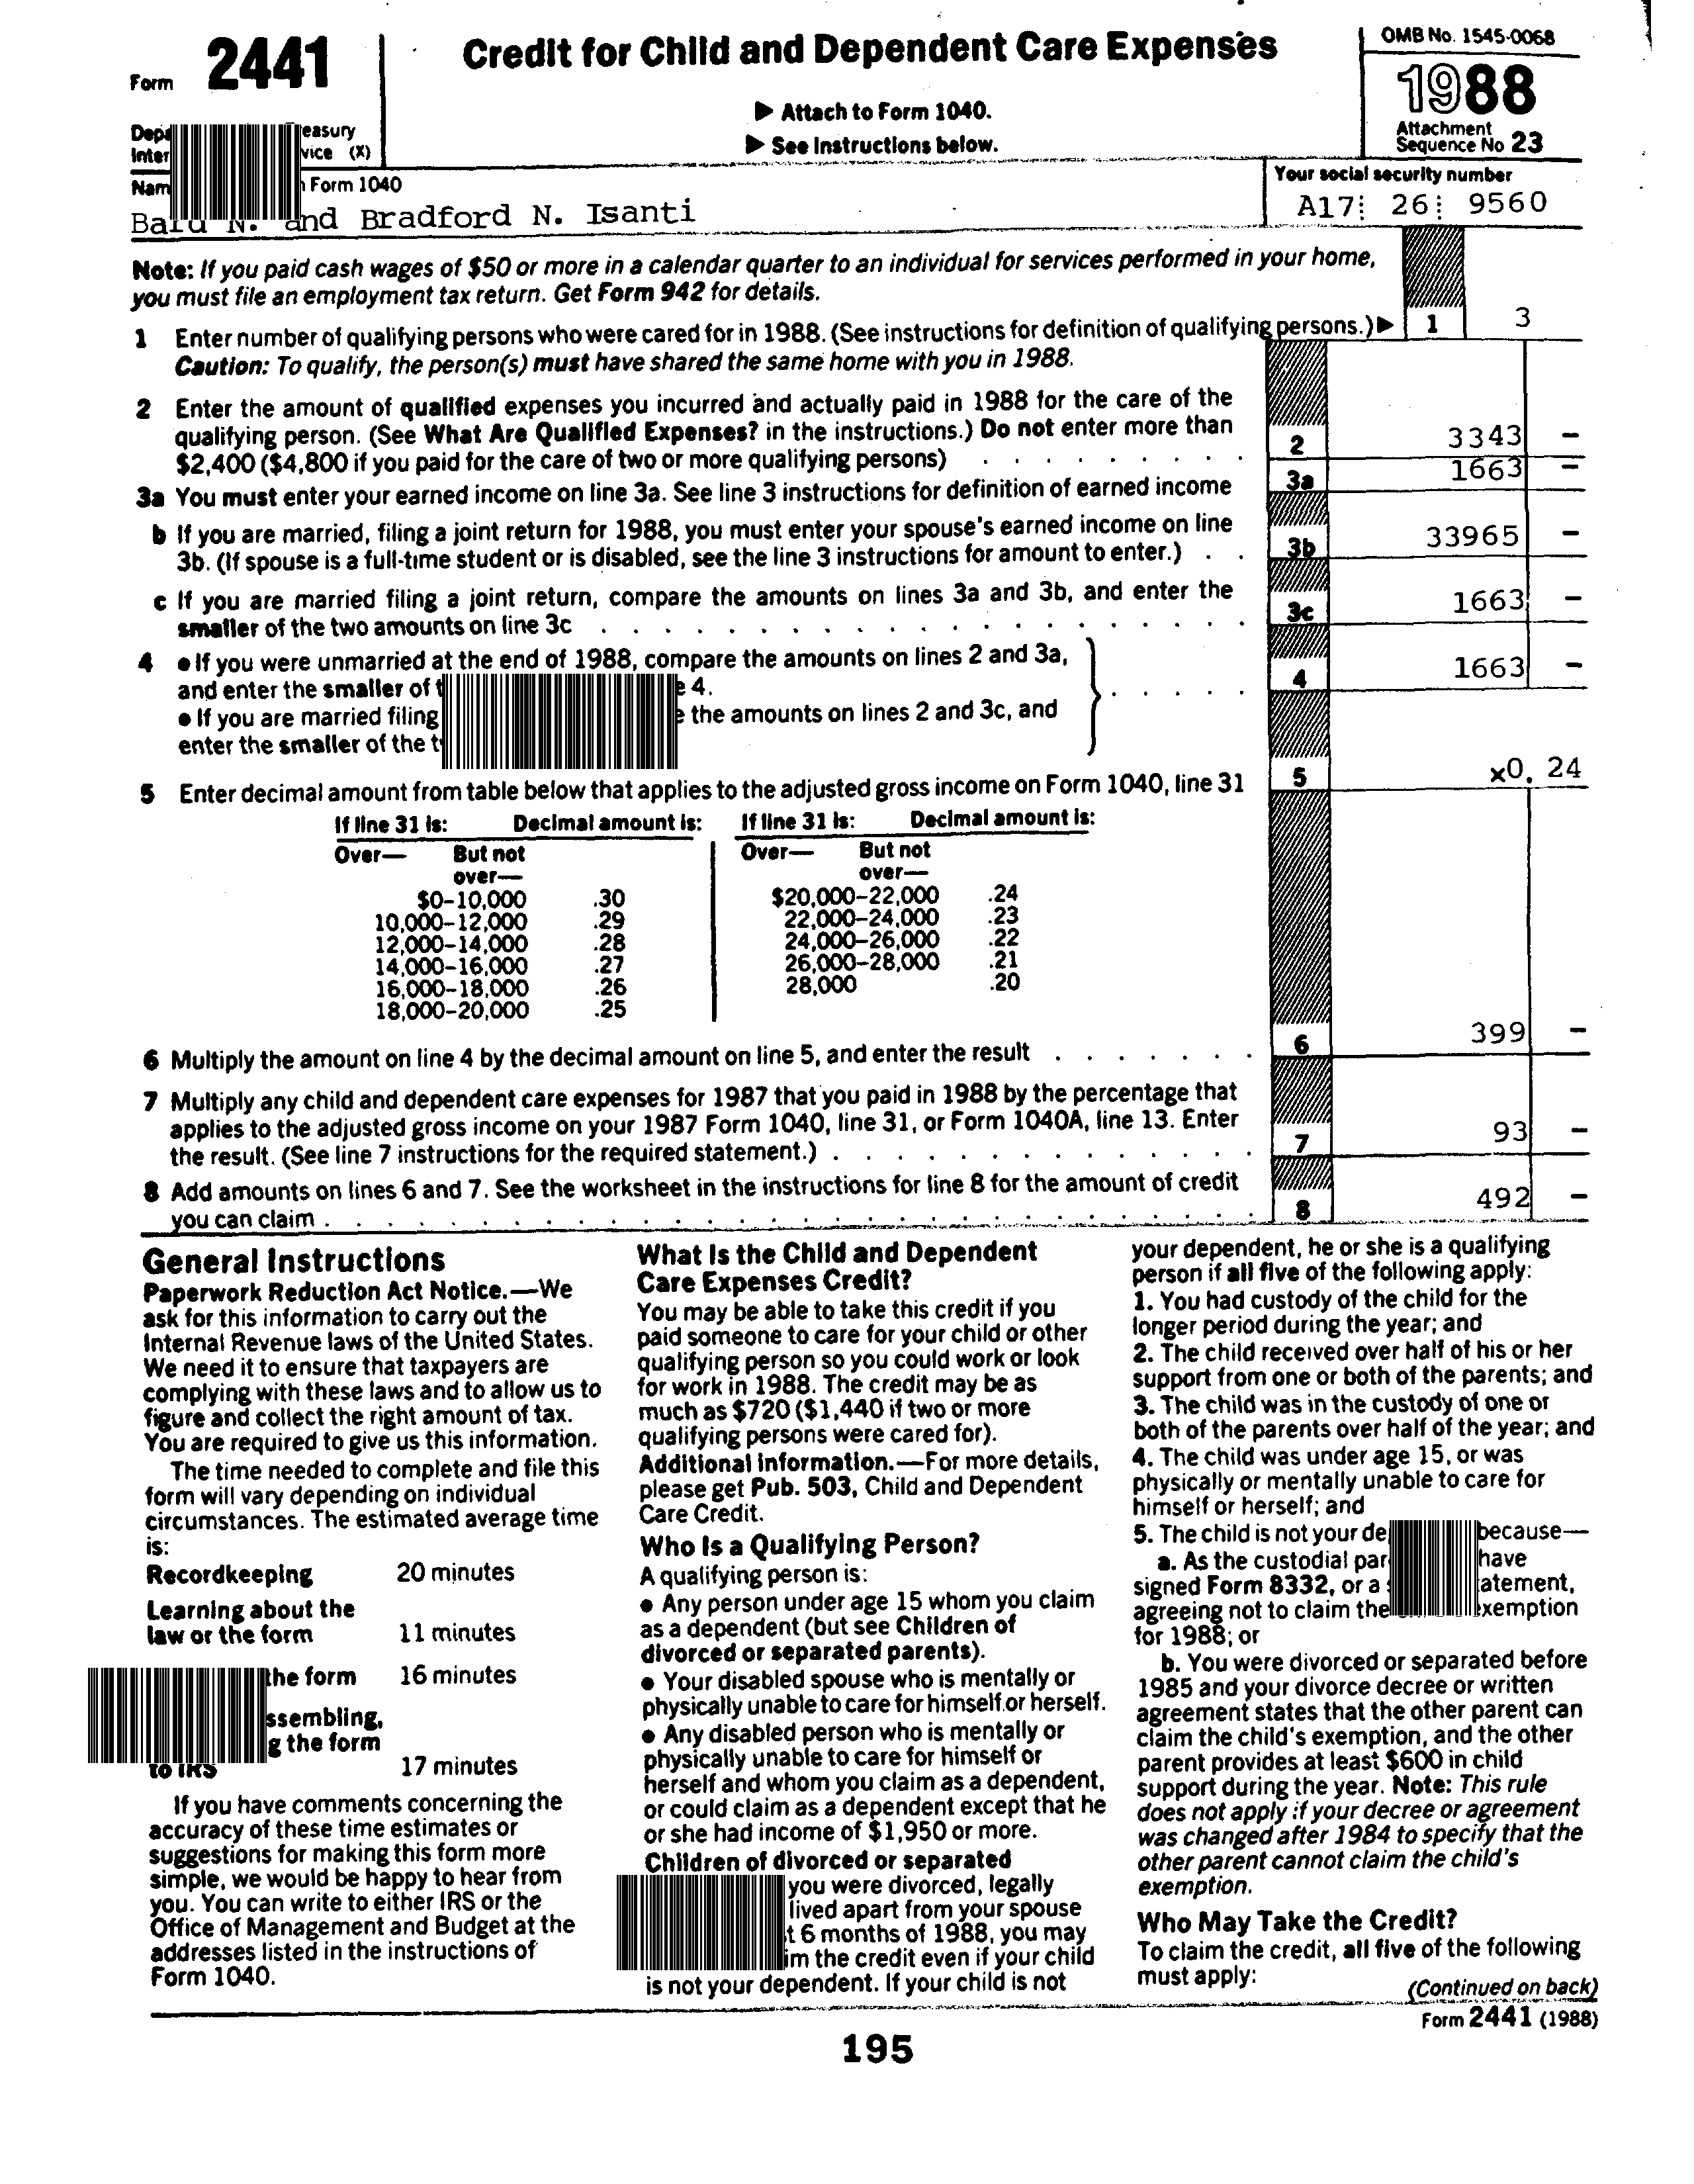 Form 2441
Credit for Child and Dependent Care Expenses
▶ Attach to Form 1040.
▶ See Instructions below.
OMB No. 1545-0068
1988
Attachment
Sequence No 23
easury
vice (X)
Form 1040
Your social security number
N. and Bradford N. Isanti
A17 26 9560
Note: If you paid cash wages of $50 or more in a calendar quarter to an individual for services performed in your home,
you must file an employment tax return. Get Form 942 for details.
1 Enter number of qualifying persons who were cared for in 1988. (See instructions for definition of qualifying persons.) ▶ 1 3
Caution: To qualify, the person(s) must have shared the same home with you in 1988.
2 Enter the amount of qualified expenses you incurred and actually paid in 1988 for the care of the
qualifying person. (See What Are Qualified Expenses? in the instructions.) Do not enter more than
$2,400 ($4,800 if you paid for the care of two or more qualifying persons) . . . . . . . . 2 3343 –
3a You must enter your earned income on line 3a. See line 3 instructions for definition of earned income 3a 1663 –
b If you are married, filing a joint return for 1988, you must enter your spouse's earned income on line
3b. (If spouse is a full-time student or is disabled, see the line 3 instructions for amount to enter.) . . 3b 33965 –
c If you are married filing a joint return, compare the amounts on lines 3a and 3b, and enter the
smaller of the two amounts on line 3c . . . . . . . . . . . . . . . . . . . . 3c 1663 –
4 ● If you were unmarried at the end of 1988, compare the amounts on lines 2 and 3a,
and enter the smaller of 4.
● If you are married filing the amounts on lines 2 and 3c, and
enter the smaller of the
. . . . . 4 1663 –
5 Enter decimal amount from table below that applies to the adjusted gross income on Form 1040, line 31 5 x0. 24
If line 31 is: Decimal amount is: If line 31 is: Decimal amount is:
Over— But not over— Over— But not over—
$0–10,000 .30 $20,000–22,000 .24
10,000–12,000 .29 22,000–24,000 .23
12,000–14,000 .28 24,000–26,000 .22
14,000–16,000 .27 26,000–28,000 .21
16,000–18,000 .26 28,000 .20
18,000–20,000 .25
6 Multiply the amount on line 4 by the decimal amount on line 5, and enter the result . . . . . . . 6 399 –
7 Multiply any child and dependent care expenses for 1987 that you paid in 1988 by the percentage that
applies to the adjusted gross income on your 1987 Form 1040, line 31, or Form 1040A, line 13. Enter
the result. (See line 7 instructions for the required statement.) . . . . . . . . . . . . . . 7 93 –
8 Add amounts on lines 6 and 7. See the worksheet in the instructions for line 8 for the amount of credit
you can claim . . . . . . . . . . . . . . . . . . . . . . . . . . . . . . 8 492 –
General Instructions
Paperwork Reduction Act Notice.—We
ask for this information to carry out the
Internal Revenue laws of the United States.
We need it to ensure that taxpayers are
complying with these laws and to allow us to
figure and collect the right amount of tax.
You are required to give us this information.
The time needed to complete and file this
form will vary depending on individual
circumstances. The estimated average time
is:
Recordkeeping 20 minutes
Learning about the
law or the form 11 minutes
the form 16 minutes
ssembling,
g the form
to IRS 17 minutes
If you have comments concerning the
accuracy of these time estimates or
suggestions for making this form more
simple, we would be happy to hear from
you. You can write to either IRS or the
Office of Management and Budget at the
addresses listed in the instructions of
Form 1040.
What Is the Child and Dependent
Care Expenses Credit?
You may be able to take this credit if you
paid someone to care for your child or other
qualifying person so you could work or look
for work in 1988. The credit may be as
much as $720 ($1,440 if two or more
qualifying persons were cared for).
Additional Information.—For more details,
please get Pub. 503, Child and Dependent
Care Credit.
Who Is a Qualifying Person?
A qualifying person is:
● Any person under age 15 whom you claim
as a dependent (but see Children of
divorced or separated parents).
● Your disabled spouse who is mentally or
physically unable to care for himself or herself.
● Any disabled person who is mentally or
physically unable to care for himself or
herself and whom you claim as a dependent,
or could claim as a dependent except that he
or she had income of $1,950 or more.
Children of divorced or separated
you were divorced, legally
lived apart from your spouse
t 6 months of 1988, you may
im the credit even if your child
is not your dependent. If your child is not
your dependent, he or she is a qualifying
person if all five of the following apply:
1. You had custody of the child for the
longer period during the year; and
2. The child received over half of his or her
support from one or both of the parents; and
3. The child was in the custody of one or
both of the parents over half of the year; and
4. The child was under age 15, or was
physically or mentally unable to care for
himself or herself; and
5. The child is not your de because—
a. As the custodial par have
signed Form 8332, or a atement,
agreeing not to claim the xemption
for 1988; or
b. You were divorced or separated before
1985 and your divorce decree or written
agreement states that the other parent can
claim the child's exemption, and the other
parent provides at least $600 in child
support during the year. Note: This rule
does not apply if your decree or agreement
was changed after 1984 to specify that the
other parent cannot claim the child's
exemption.
Who May Take the Credit?
To claim the credit, all five of the following
must apply:
(Continued on back)
Form 2441 (1988)
195